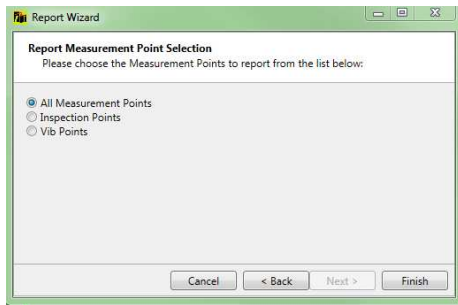 Report Wizard
Report Measurement Point Selection
Please choose the Measurement Points to report from the list below:
All Measurement Points
Inspection Points
Vib Points
Cancel
< Back
Next >
Finish